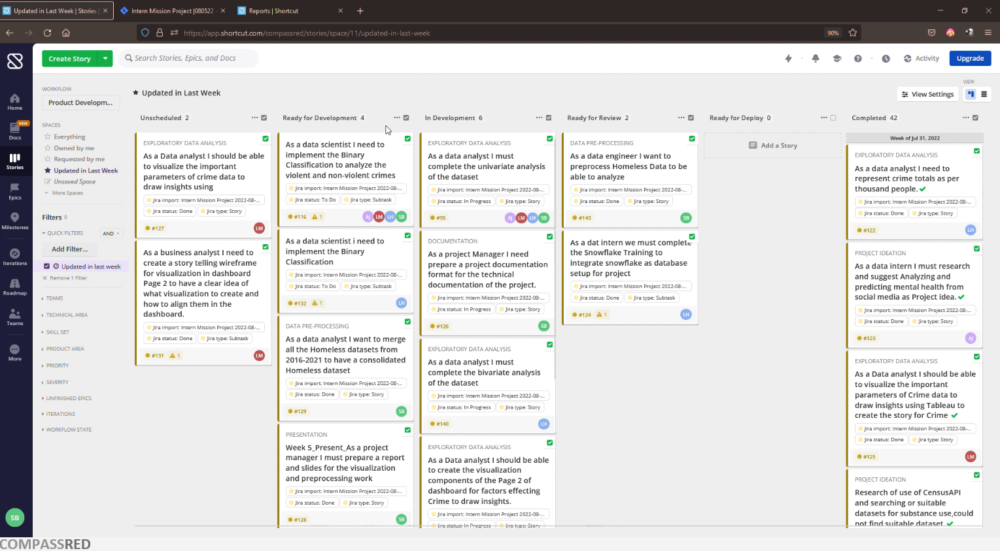 Updated in Last Week | Stories |
Intern Mission Project |080522 -
Reports | Shortcut
https://app.shortcut.com/compassred/stories/space/11/updated-in-last-week
90%
Create Story
Search Stories, Epics, and Docs
Activity
Upgrade
Home
NEW
Docs
Stories
Epics
Milestones
Iterations
Roadmap
Teams
More
SB
WORKFLOW
Product Developm...
SPACES
Everything
Owned by me
Requested by me
Updated in Last Week
Unsaved Space
More Spaces
Filters
QUICK FILTERS
AND
Add Filter...
Updated in last week
Remove 1 Filter
TEAMS
TECHNICAL AREA
SKILL SET
PRODUCT AREA
PRIORITY
SEVERITY
UNFINISHED EPICS
ITERATIONS
WORKFLOW STATE
Updated in Last Week
VIEW
View Settings
Unscheduled 2
EXPLORATORY DATA ANALYSIS
As a Data analyst I should be able
to visualize the important
parameters of crime data to
draw insights using
Jira import: Intern Mission Project 2022-08-...
Jira status: Done
Jira type: Story
#127
LM
As a business analyst I need to
create a story telling wireframe
for visualization in dashboard
Page 2 to have a clear idea of
what visualization to create and
how to align them in the
dashboard.
Jira import: Intern Mission Project 2022-08-...
Jira status: Done
Jira type: Subtask
#131
1
LM
Ready for Development 4
As a data scientist I need to
implement the Binary
Classification to analyze the
violent and non-violent crimes
Jira import: Intern Mission Project 2022-08-...
Jira status: To Do
Jira type: Subtask
#116
1
AJ
LM
LH
SB
As a data scientist i need to
implement the Binary
Classification
Jira import: Intern Mission Project 2022-08-...
Jira status: To Do
Jira type: Subtask
#132
1
LH
DATA PRE-PROCESSING
As a data analyst I want to merge
all the Homeless datasets from
2016-2021 to have a consolidated
Homeless dataset
Jira import: Intern Mission Project 2022-08-...
Jira status: Done
Jira type: Story
#129
SB
PRESENTATION
Week 5_Present_As a project
manager I must prepare a report
and slides for the visualization
and preprocessing work
Jira import: Intern Mission Project 2022-08-...
Jira status: Done
Jira type: Story
#128
SB
In Development 6
EXPLORATORY DATA ANALYSIS
As a data analyst I must
complete the univariate analysis
of the dataset
Jira import: Intern Mission Project 2022-08-...
Jira status: In Progress
Jira type: Story
#95
AJ
LM
LH
SB
DOCUMENTATION
As a project Manager I need
prepare a project documentation
format for the technical
documentation of the project.
Jira import: Intern Mission Project 2022-08-...
Jira status: In Progress
Jira type: Story
#126
SB
EXPLORATORY DATA ANALYSIS
As a data analyst I must
complete the bivariate analysis
of the dataset
Jira import: Intern Mission Project 2022-08-...
Jira status: In Progress
Jira type: Story
#140
LH
EXPLORATORY DATA ANALYSIS
As a Data analyst I should be able
to create the visualization
components of the Page 2 of
dashboard for factors effecting
Crime to draw insights.
Jira import: Intern Mission Project 2022-08-...
Jira status: In Progress
Jira type: Story
Ready for Review 2
DATA PRE-PROCESSING
As a data engineer I want to
preprocess Homeless Data to be
able to analyze
Jira import: Intern Mission Project 2022-08-...
Jira status: Done
Jira type: Story
#143
SB
As a dat intern we must complete
the Snowflake Training to
integrate snowflake as database
setup for project
Jira import: Intern Mission Project 2022-08-...
Jira status: Done
Jira type: Subtask
#124
1
LH
Ready for Deploy 0
Add a Story
Completed 42
Week of Jul 31, 2022
EXPLORATORY DATA ANALYSIS
As a data analyst I need to
represent crime totals as per
thousand people.
Jira import: Intern Mission Project 2022-08-...
Jira status: Done
Jira type: Story
#122
LH
PROJECT IDEATION
As a data intern I must research
and suggest Analyzing and
predicting mental health from
social media as Project idea.
Jira import: Intern Mission Project 2022-08-...
Jira status: Done
Jira type: Story
#123
AJ
EXPLORATORY DATA ANALYSIS
As a Data analyst I should be able
to visualize the important
parameters of Crime data to
draw insights using Tableau to
create the story for Crime
Jira import: Intern Mission Project 2022-08-...
Jira status: Done
Jira type: Story
#125
LM
PROJECT IDEATION
Research of use of CensusAPI
and searching or suitable
datasets for substance use,could
not find suitable dataset
COMPASSRED